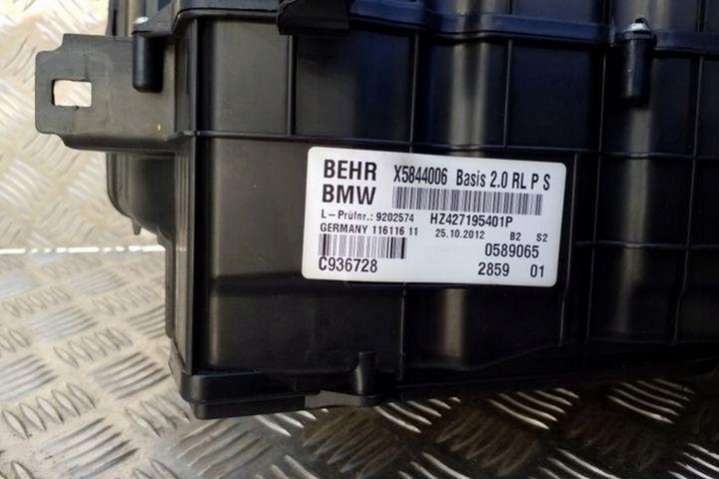 BEHR X5844006 Basis 2.0 RL P S
BMW
L-Prüfnr.: 9202574 HZ427195401P
GERMANY 116116 11 25.10.2012 B2 S2
0589065
C936728 2859 01